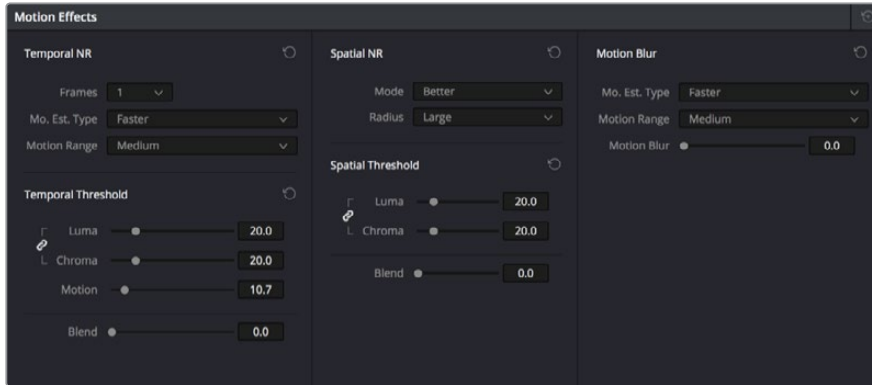 Motion Effects
Temporal NR
Frames 1
Mo. Est. Type Faster
Motion Range Medium
Temporal Threshold
Luma 20.0
Chroma 20.0
Motion 10.7
Blend 0.0
Spatial NR
Mode Better
Radius Large
Spatial Threshold
Luma 20.0
Chroma 20.0
Blend 0.0
Motion Blur
Mo. Est. Type Faster
Motion Range Medium
Motion Blur 0.0